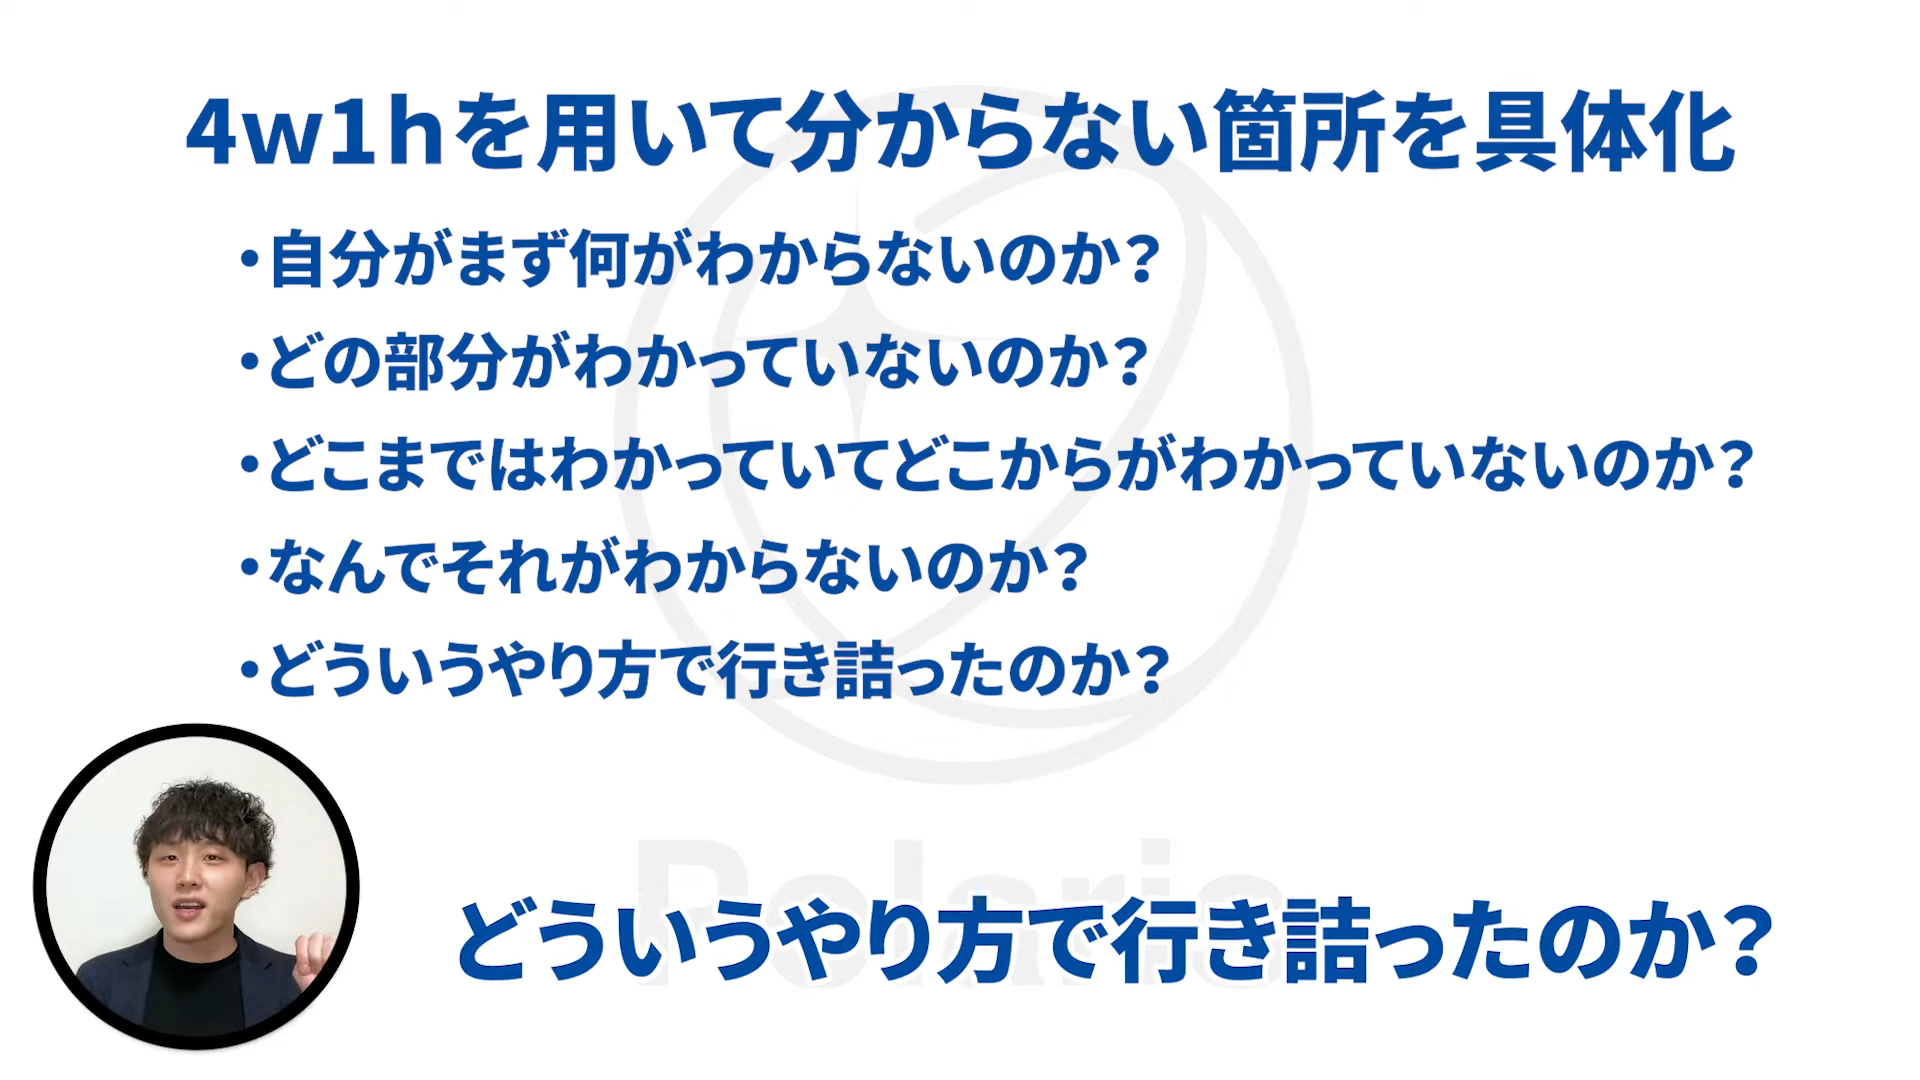 4w1hを用いて分からない箇所を具体化
・自分がまず何がわからないのか？
・どの部分がわかっていないのか？
・どこまではわかっていてどこからがわかっていないのか？
・なんでそれがわからないのか？
・どういうやり方で行き詰ったのか？
Polaris
どういうやり方で行き詰ったのか？